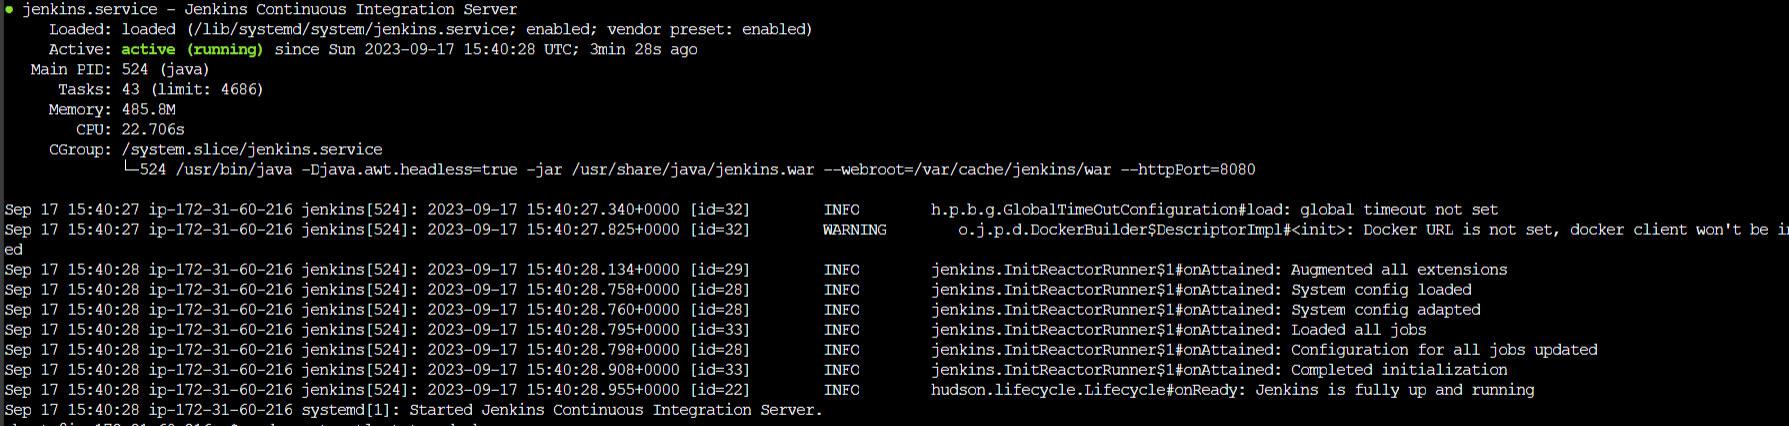 ● jenkins.service - Jenkins Continuous Integration Server
Loaded: loaded (/lib/systemd/system/jenkins.service; enabled; vendor preset: enabled)
Active: active (running) since Sun 2023-09-17 15:40:28 UTC; 3min 28s ago
Main PID: 524 (java)
Tasks: 43 (limit: 4686)
Memory: 485.8M
CPU: 22.706s
CGroup: /system.slice/jenkins.service
└─524 /usr/bin/java -Djava.awt.headless=true -jar /usr/share/java/jenkins.war --webroot=/var/cache/jenkins/war --httpPort=8080
Sep 17 15:40:27 ip-172-31-60-216 jenkins[524]: 2023-09-17 15:40:27.340+0000 [id=32] INFO h.p.b.g.GlobalTimeOutConfiguration#load: global timeout not set
Sep 17 15:40:27 ip-172-31-60-216 jenkins[524]: 2023-09-17 15:40:27.825+0000 [id=32] WARNING o.j.p.d.DockerBuilder$DescriptorImpl#<init>: Docker URL is not set, docker client won't be
ed
Sep 17 15:40:28 ip-172-31-60-216 jenkins[524]: 2023-09-17 15:40:28.134+0000 [id=29] INFO jenkins.InitReactorRunner$1#onAttained: Augmented all extensions
Sep 17 15:40:28 ip-172-31-60-216 jenkins[524]: 2023-09-17 15:40:28.758+0000 [id=28] INFO jenkins.InitReactorRunner$1#onAttained: System config loaded
Sep 17 15:40:28 ip-172-31-60-216 jenkins[524]: 2023-09-17 15:40:28.760+0000 [id=28] INFO jenkins.InitReactorRunner$1#onAttained: System config adapted
Sep 17 15:40:28 ip-172-31-60-216 jenkins[524]: 2023-09-17 15:40:28.795+0000 [id=33] INFO jenkins.InitReactorRunner$1#onAttained: Loaded all jobs
Sep 17 15:40:28 ip-172-31-60-216 jenkins[524]: 2023-09-17 15:40:28.798+0000 [id=28] INFO jenkins.InitReactorRunner$1#onAttained: Configuration for all jobs updated
Sep 17 15:40:28 ip-172-31-60-216 jenkins[524]: 2023-09-17 15:40:28.908+0000 [id=33] INFO jenkins.InitReactorRunner$1#onAttained: Completed initialization
Sep 17 15:40:28 ip-172-31-60-216 jenkins[524]: 2023-09-17 15:40:28.955+0000 [id=22] INFO hudson.lifecycle.Lifecycle#onReady: Jenkins is fully up and running
Sep 17 15:40:28 ip-172-31-60-216 systemd[1]: Started Jenkins Continuous Integration Server.